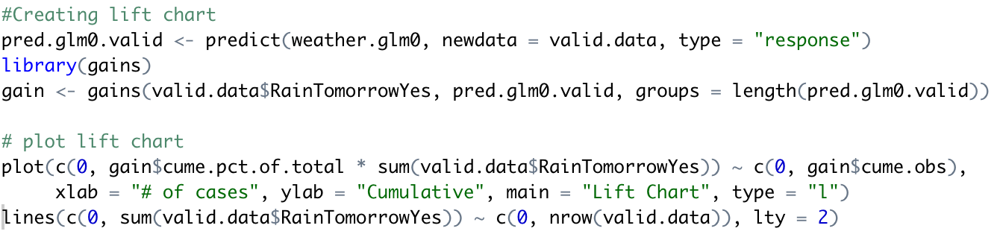 #Creating lift chart
pred.glm0.valid <- predict(weather.glm0, newdata = valid.data, type = "response")
library(gains)
gain <- gains(valid.data$RainTomorrowYes, pred.glm0.valid, groups = length(pred.glm0.valid))
# plot lift chart
plot(c(0, gain$cume.pct.of.total * sum(valid.data$RainTomorrowYes)) ~ c(0, gain$cume.obs),
     xlab = "# of cases", ylab = "Cumulative", main = "Lift Chart", type = "l")
lines(c(0, sum(valid.data$RainTomorrowYes)) ~ c(0, nrow(valid.data)), lty = 2)